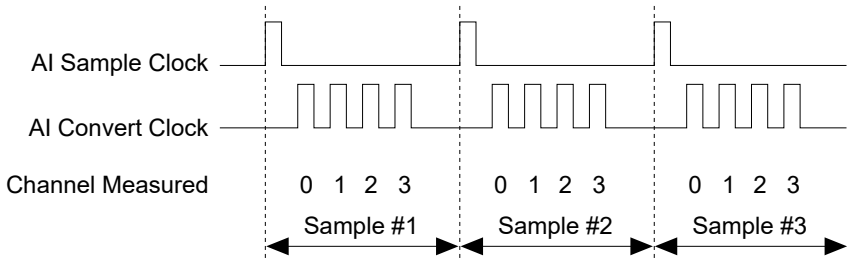 AI Sample Clock
AI Convert Clock
Channel Measured 0 1 2 3 0 1 2 3 0 1 2 3
Sample #1 Sample #2 Sample #3